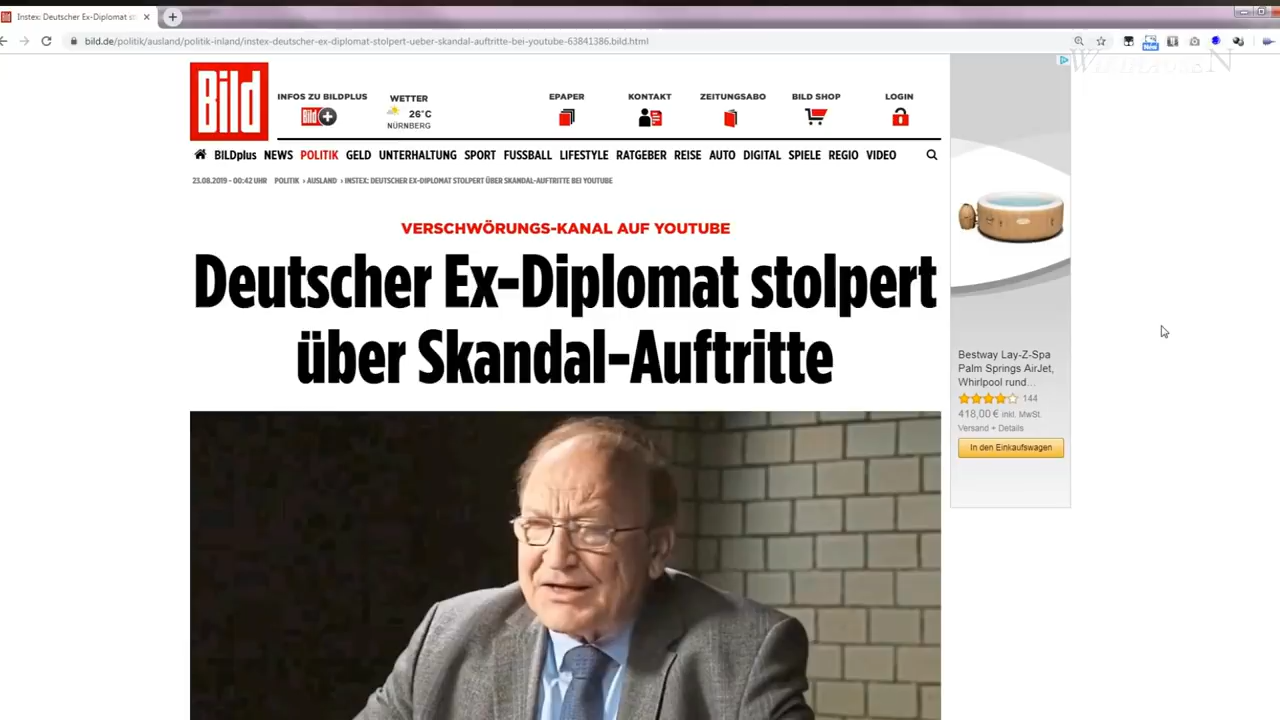 Instex: Deutscher Ex-Diplomat st
bild.de/politik/ausland/politik-inland/instex-deutscher-ex-diplomat-stolpert-ueber-skandal-auftritte-bei-youtube-63841386.bild.html
Bild
INFOS ZU BILDPLUS
Bild
WETTER
26°C
NÜRNBERG
EPAPER
KONTAKT
ZEITUNGSABO
BILD SHOP
LOGIN
BILDplus NEWS POLITIK GELD UNTERHALTUNG SPORT FUSSBALL LIFESTYLE RATGEBER REISE AUTO DIGITAL SPIELE REGIO VIDEO
23.08.2019 - 00:42 UHR POLITIK › AUSLAND › INSTEX: DEUTSCHER EX-DIPLOMAT STOLPERT ÜBER SKANDAL-AUFTRITTE BEI YOUTUBE
VERSCHWÖRUNGS-KANAL AUF YOUTUBE
Deutscher Ex-Diplomat stolpert
über Skandal-Auftritte
Bestway Lay-Z-Spa
Palm Springs AirJet,
Whirlpool rund…
144
418,00 € inkl. MwSt.
Versand + Details
In den Einkaufswagen